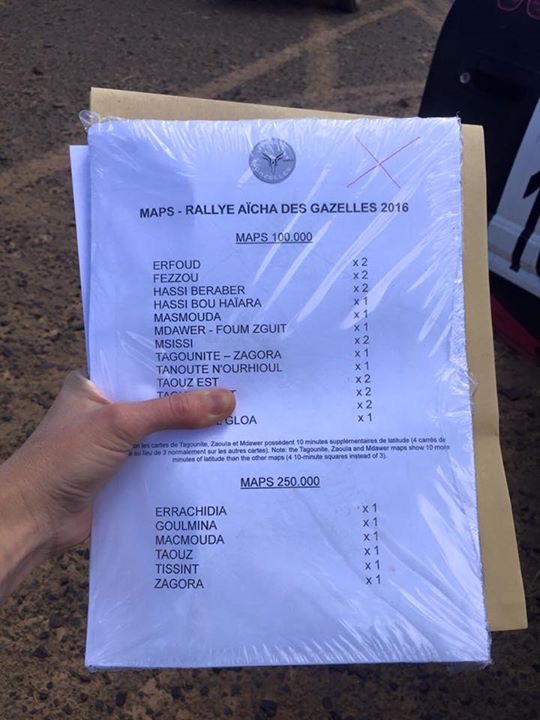 GAZELLES
MAPS - RALLYE AÏCHA DES GAZELLES 2016
MAPS 100.000
ERFOUD x 2
FEZZOU x 2
HASSI BERABER x 2
HASSI BOU HAÏARA x 1
MASMOUDA x 1
MDAWER - FOUM ZGUIT x 1
MSISSI x 2
TAGOUNITE – ZAGORA x 1
TANOUTE N'OURHIOUL x 1
TAOUZ EST x 2
x 2
GLOA x 1
les cartes de Tagounite, Zaouia et Mdawer possèdent 10 minutes supplémentaires de latitude (4 carrés de
au lieu de 3 normalement sur les autres cartes). Note: the Tagounite, Zaouia and Mdawer maps show 10 more
minutes of latitude than the other maps (4 10-minute squares instead of 3).
MAPS 250.000
ERRACHIDIA x 1
GOULMINA x 1
MACMOUDA x 1
TAOUZ x 1
TISSINT x 1
ZAGORA x 1